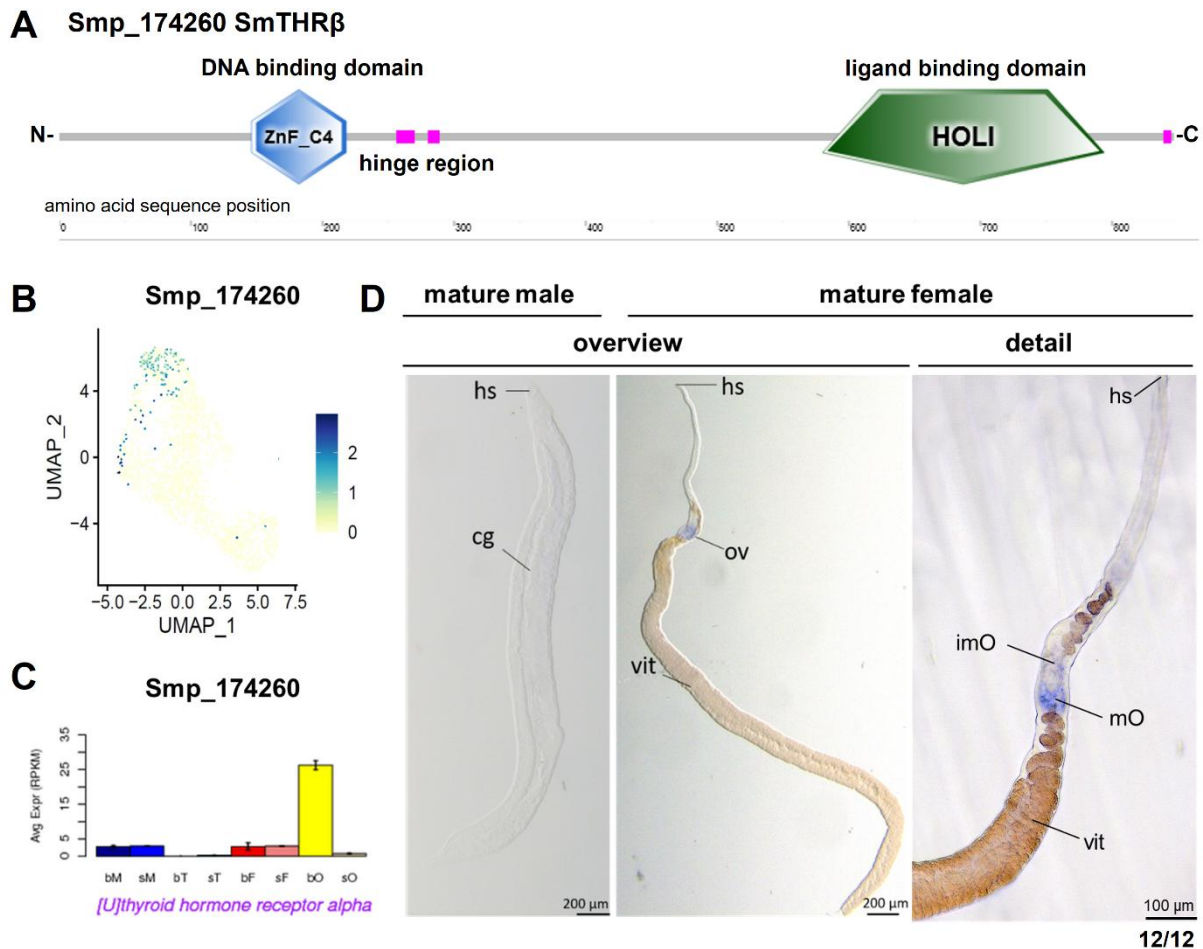 A Smp_174260 SmTHRβ
DNA binding domain
ligand binding domain
N-
ZnF_C4
HOLI
-C
hinge region
amino acid sequence position
0 100 200 300 400 500 600 700 800
B Smp_174260
UMAP_2
4
0
−4
2
1
0
−5.0 −2.5 0.0 2.5 5.0 7.5
UMAP_1
C Smp_174260
Avg Expr (RPKM)
35
25
15
5
0
bM sM bT sT bF sF bO sO
[U]thyroid hormone receptor alpha
D
mature male
mature female
overview
detail
hs
cg
200 µm
hs
ov
vit
200 µm
hs
imO
mO
vit
100 µm
12/12